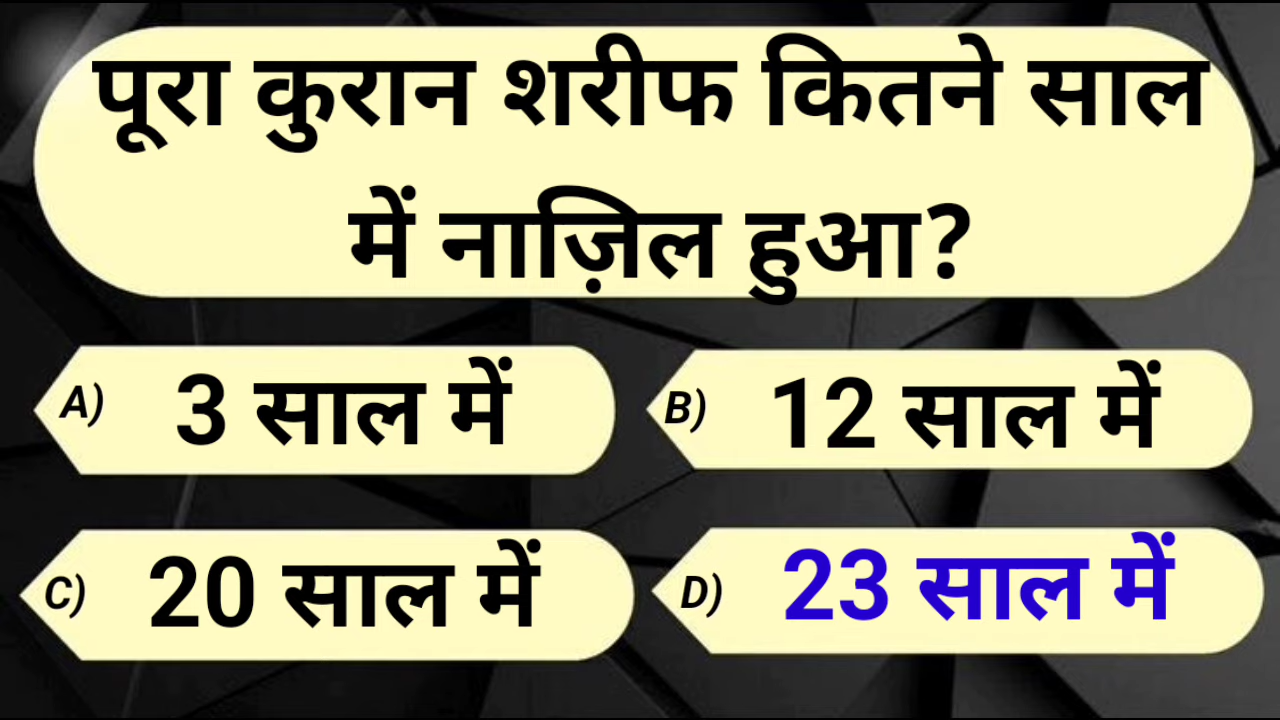 पूरा कुरान शरीफ कितने साल
में नाज़िल हुआ?
A) 3 साल में
B) 12 साल में
C) 20 साल में
D) 23 साल में